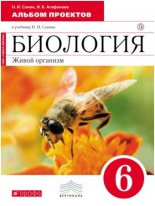 Н. И. Сонин, И. Б. Агафонова
АЛЬБОМ ПРОЕКТОВ
к учебнику Н. И. Сонина
БИОЛОГИЯ
Живой организм
6
ВЕРТИКАЛЬ
дрофа